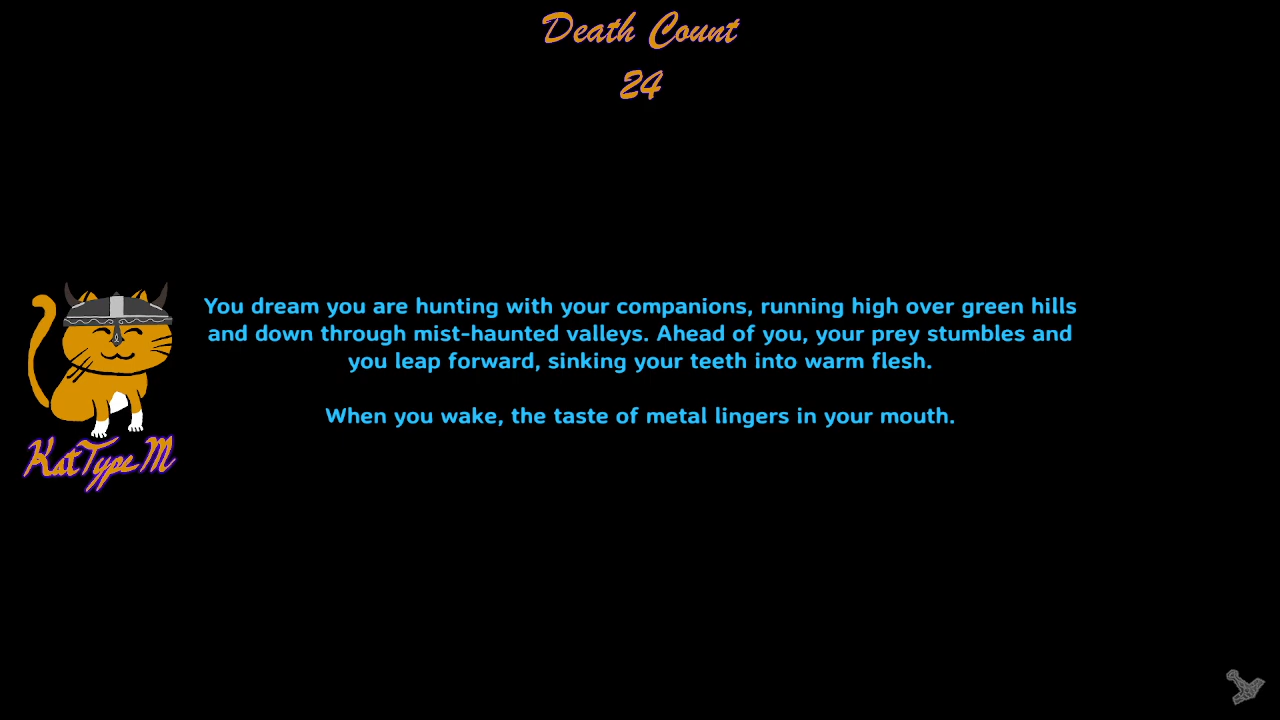 Death Count
24
You dream you are hunting with your companions, running high over green hills
and down through mist-haunted valleys. Ahead of you, your prey stumbles and
you leap forward, sinking your teeth into warm flesh.
When you wake, the taste of metal lingers in your mouth.
KatTypeM